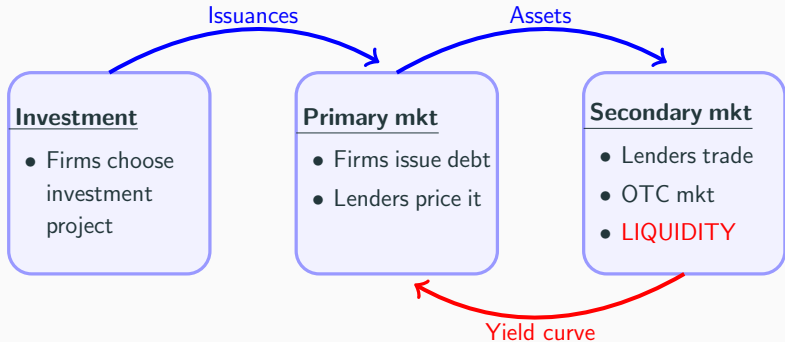 Issuances
Assets
Investment
• Firms choose
investment
project
Primary mkt
• Firms issue debt
• Lenders price it
Secondary mkt
• Lenders trade
• OTC mkt
• LIQUIDITY
Yield curve